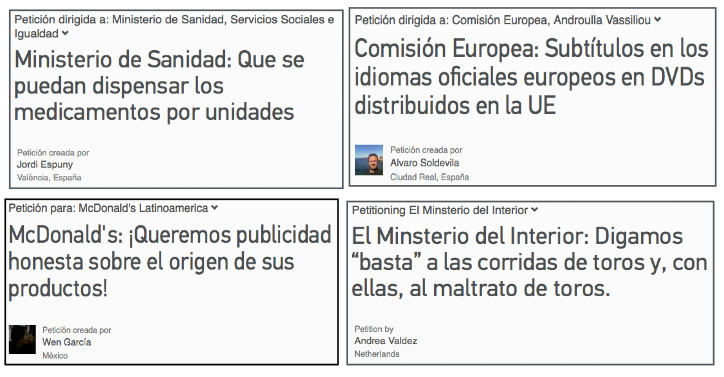 Petición dirigida a: Ministerio de Sanidad, Servicios Sociales e
Igualdad
Ministerio de Sanidad: Que se
puedan dispensar los
medicamentos por unidades
Petición creada por
Jordi Espuny
València, España
Petición dirigida a: Comisión Europea, Androulla Vassiliou
Comisión Europea: Subtítulos en los
idiomas oficiales europeos en DVDs
distribuidos en la UE
Petición creada por
Alvaro Soldevila
Ciudad Real, España
Petición para: McDonald's Latinoamerica
McDonald's: ¡Queremos publicidad
honesta sobre el origen de sus
productos!
Petición creada por
Wen García
México
Petitioning El Minsterio del Interior
El Minsterio del Interior: Digamos
“basta” a las corridas de toros y, con
ellas, al maltrato de toros.
Petition by
Andrea Valdez
Netherlands